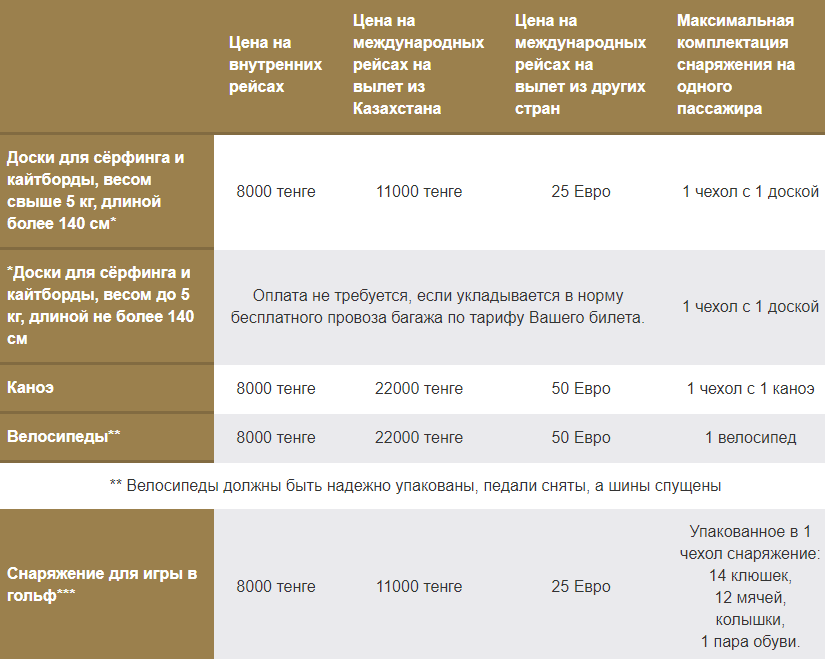 Цена на
внутренних
рейсах
Цена на
международных
рейсах на
вылет из
Казахстана
Цена на
международных
рейсах на
вылет из других
стран
Максимальная
комплектация
снаряжения на
одного
пассажира
Доски для сёрфинга и
кайтборды, весом
свыше 5 кг, длиной
более 140 см*
8000 тенге
11000 тенге
25 Евро
1 чехол с 1 доской
*Доски для сёрфинга и
кайтборды, весом до 5
кг, длиной не более 140
см
Оплата не требуется, если укладывается в норму
бесплатного провоза багажа по тарифу Вашего билета.
1 чехол с 1 доской
Каноэ
8000 тенге
22000 тенге
50 Евро
1 чехол с 1 каноэ
Велосипеды**
8000 тенге
22000 тенге
50 Евро
1 велосипед
** Велосипеды должны быть надежно упакованы, педали сняты, а шины спущены
Снаряжение для игры в
гольф***
8000 тенге
11000 тенге
25 Евро
Упакованное в 1
чехол снаряжение:
14 клюшек,
12 мячей,
колышки,
1 пара обуви.